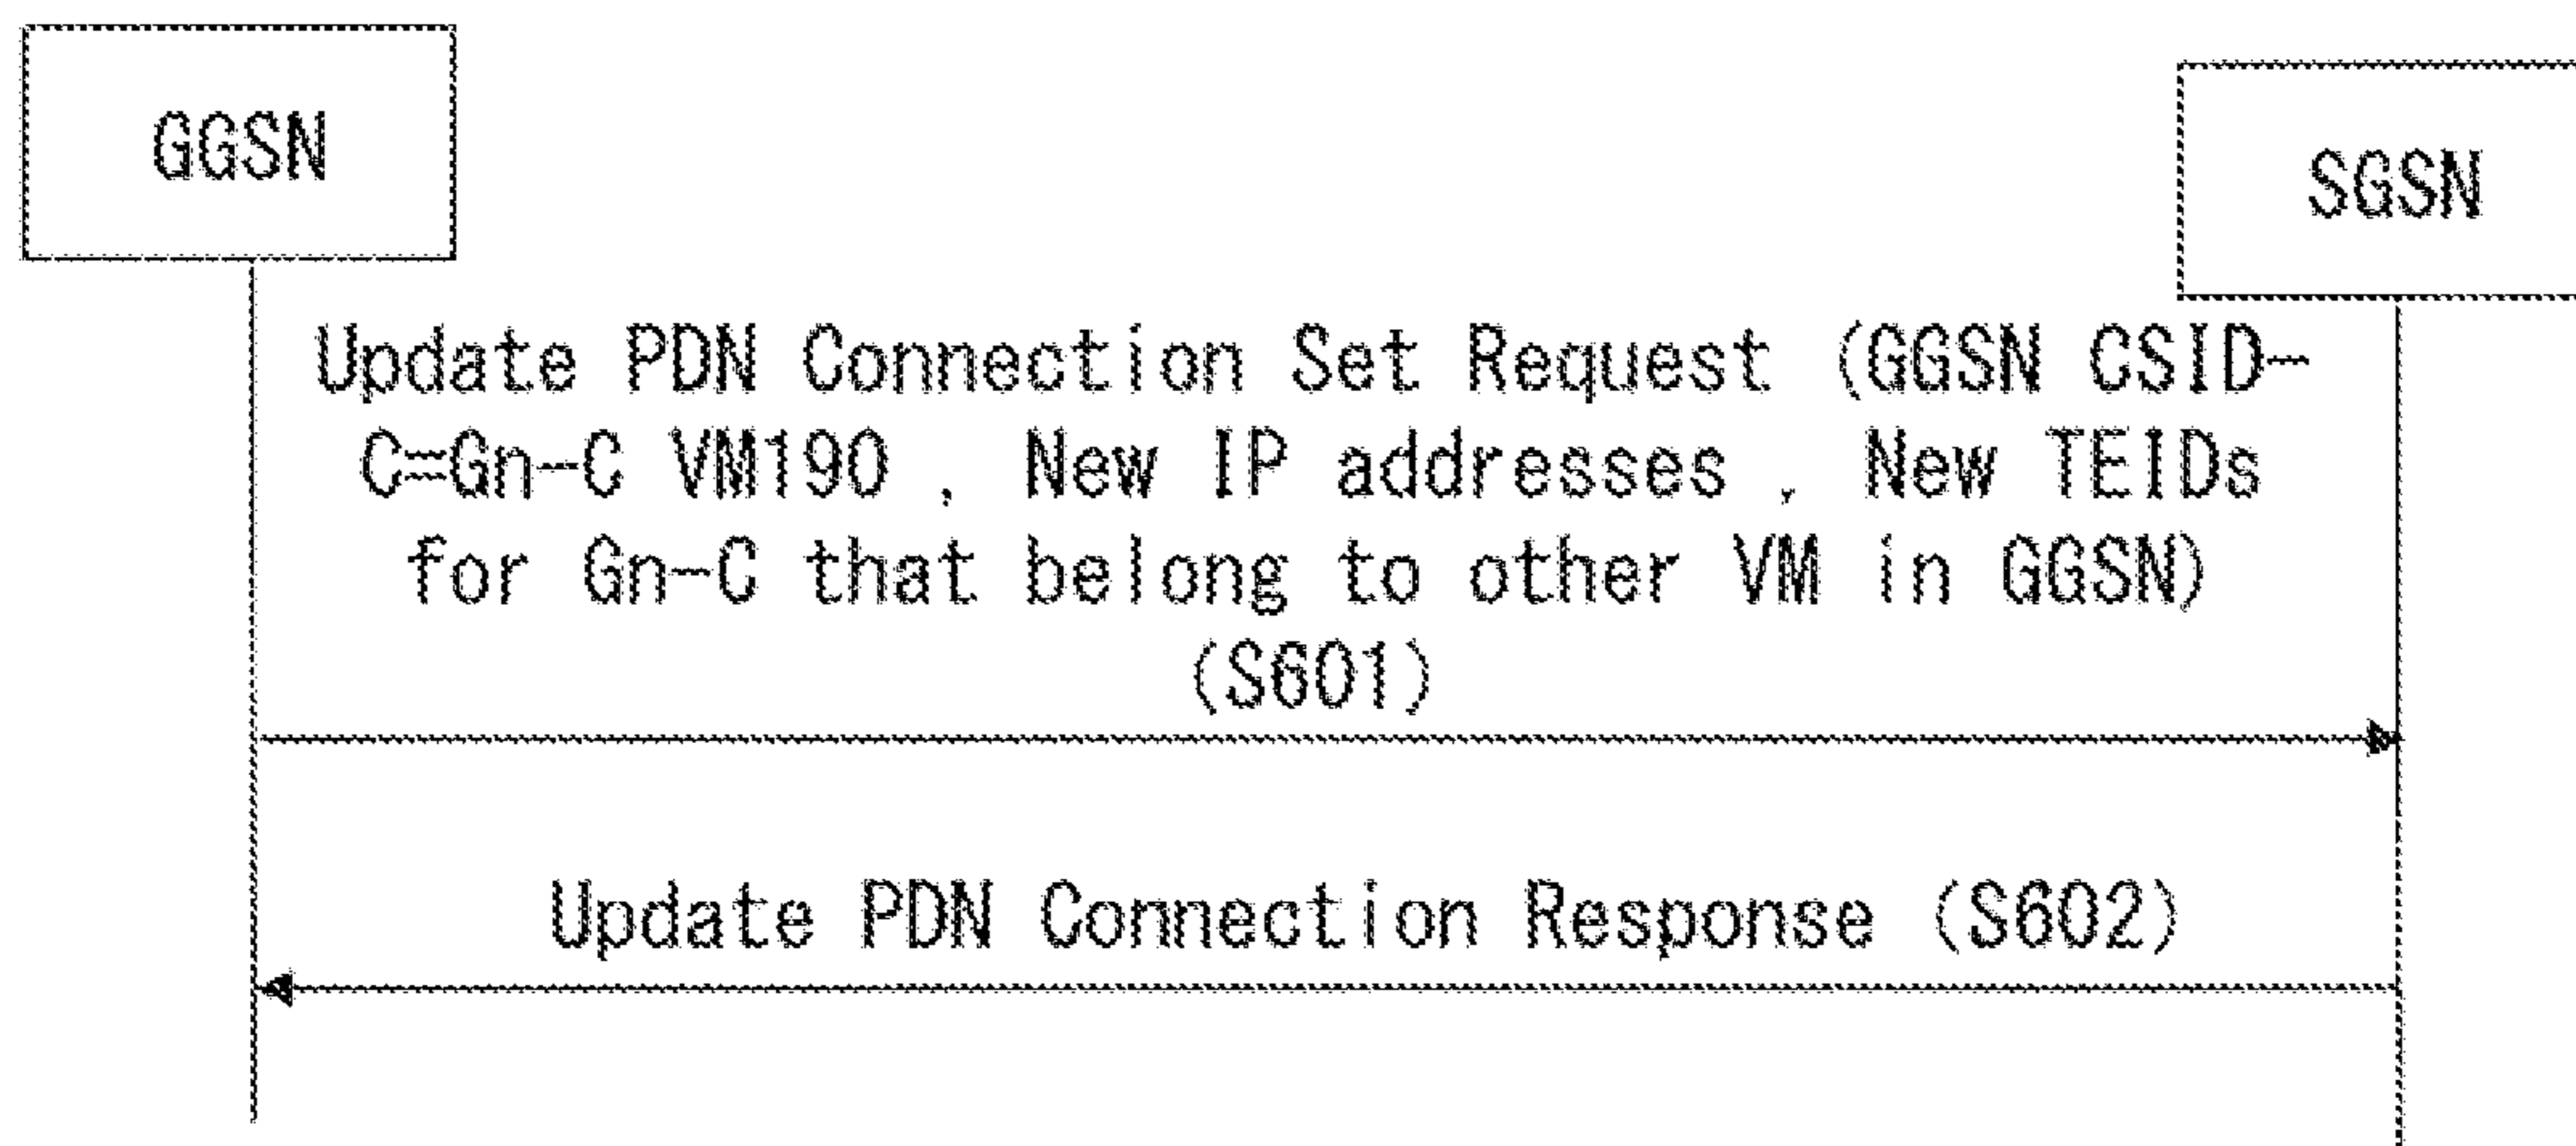 GGSN
SGSN
Update PDN Connection Set Request (GGSN CSID-
C=Gn-C VM190 , New IP addresses , New TEIDs
for Gn-C that belong to other VM in GGSN)
(S601)
Update PDN Connection Response (S602)